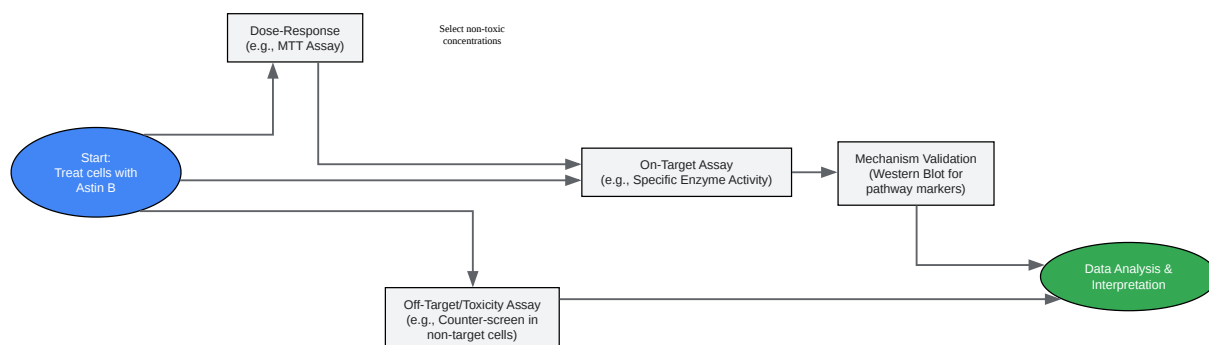 Dose-Response
(e.g., MTT Assay)
Select non-toxic
concentrations
Start:
Treat cells with
Astin B
On-Target Assay
(e.g., Specific Enzyme Activity)
Mechanism Validation
(Western Blot for
pathway markers)
Off-Target/Toxicity Assay
(e.g., Counter-screen in
non-target cells)
Data Analysis &
Interpretation